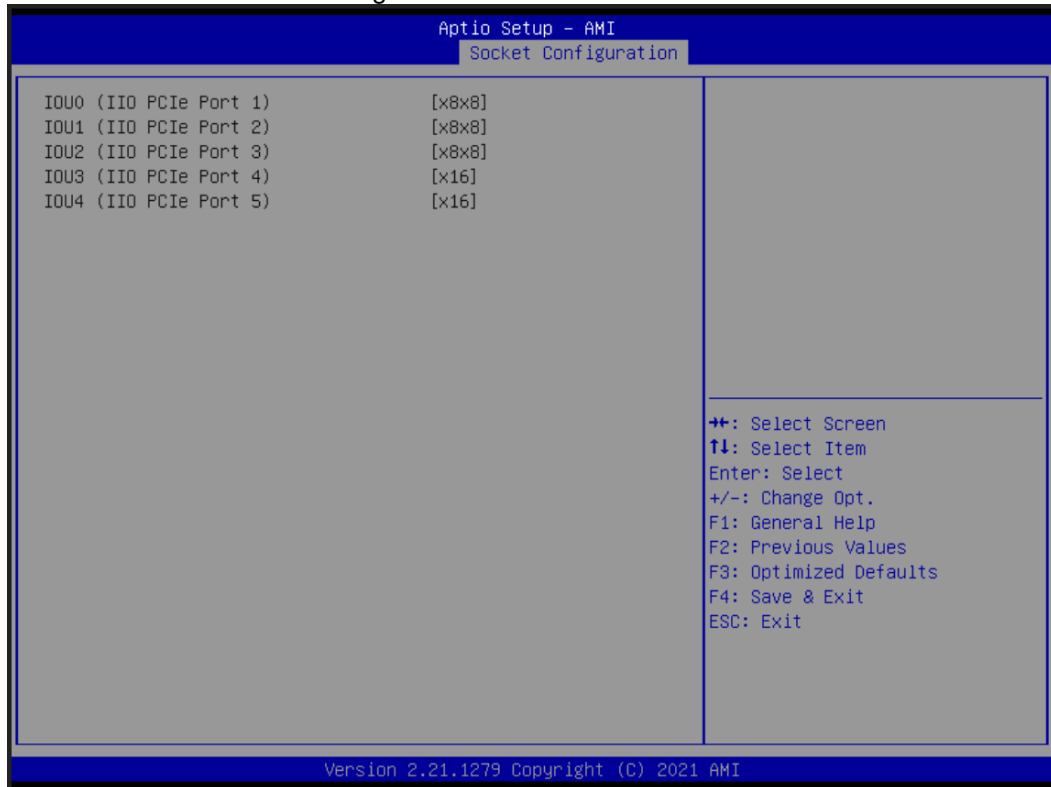 Aptio Setup – AMI
Socket Configuration
IOU0 (IIO PCIe Port 1) [x8x8]
IOU1 (IIO PCIe Port 2) [x8x8]
IOU2 (IIO PCIe Port 3) [x8x8]
IOU3 (IIO PCIe Port 4) [x16]
IOU4 (IIO PCIe Port 5) [x16]
→←: Select Screen
↑↓: Select Item
Enter: Select
+/-: Change Opt.
F1: General Help
F2: Previous Values
F3: Optimized Defaults
F4: Save & Exit
ESC: Exit
Version 2.21.1279 Copyright (C) 2021 AMI